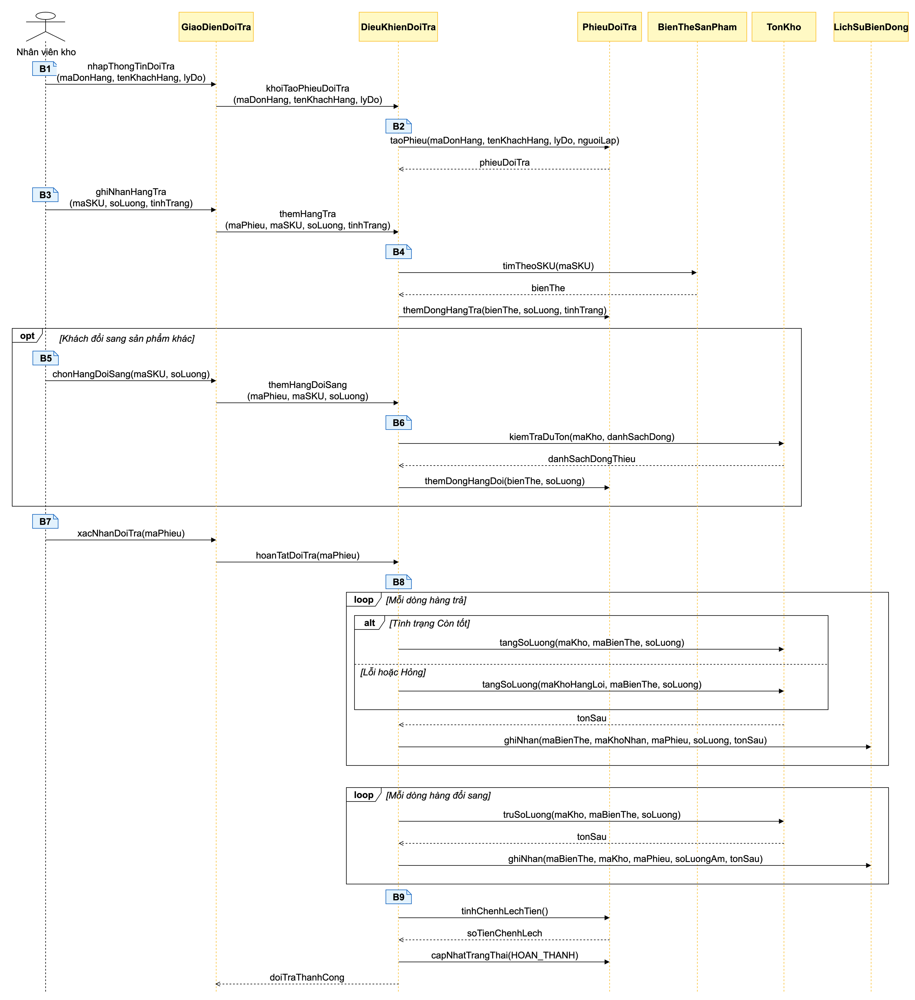 GiaoDienDoiTra
DieuKhienDoiTra
PhieuDoiTra
BienTheSanPham
TonKho
LichSuBienDong
Nhân viên kho
B1
nhapThongTinDoiTra
(maDonHang, tenKhachHang, lyDo)
khoiTaoPhieuDoiTra
(maDonHang, tenKhachHang, lyDo)
B2
taoPhieu(maDonHang, tenKhachHang, lyDo, nguoiLap)
phieuDoiTra
B3
ghiNhanHangTra
(maSKU, soLuong, tinhTrang)
themHangTra
(maPhieu, maSKU, soLuong, tinhTrang)
B4
timTheoSKU(maSKU)
bienThe
themDongHangTra(bienThe, soLuong, tinhTrang)
opt
[Khách đổi sang sản phẩm khác]
B5
chonHangDoiSang(maSKU, soLuong)
themHangDoiSang
(maPhieu, maSKU, soLuong)
B6
kiemTraDuTon(maKho, danhSachDong)
danhSachDongThieu
themDongHangDoi(bienThe, soLuong)
B7
xacNhanDoiTra(maPhieu)
hoanTatDoiTra(maPhieu)
B8
loop
[Mỗi dòng hàng trả]
alt
[Tình trạng Còn tốt]
tangSoLuong(maKho, maBienThe, soLuong)
[Lỗi hoặc Hỏng]
tangSoLuong(maKhoHangLoi, maBienThe, soLuong)
tonSau
ghiNhan(maBienThe, maKhoNhan, maPhieu, soLuong, tonSau)
loop
[Mỗi dòng hàng đổi sang]
truSoLuong(maKho, maBienThe, soLuong)
tonSau
ghiNhan(maBienThe, maKho, maPhieu, soLuongAm, tonSau)
B9
tinhChenhLechTien()
soTienChenhLech
capNhatTrangThai(HOAN_THANH)
doiTraThanhCong